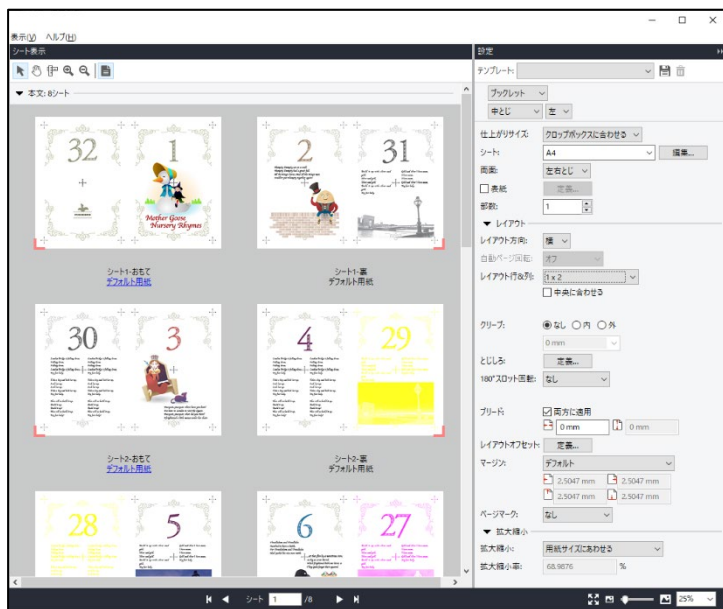 表示(V) ヘルプ(H)
シート表示
本文: 8シート
32
1
Mother Goose
Nursery Rhymes
2
31
シート1-おもて
デフォルト用紙
シート1-裏
デフォルト用紙
30
3
4
29
シート2-おもて
デフォルト用紙
シート2-裏
デフォルト用紙
28
5
6
27
シート 1 /8
25%
設定
テンプレート:
ブックレット
中とじ 左
仕上がりサイズ: クロップボックスに合わせる
シート: A4 編集...
両面: 左右とじ
表紙 定義...
部数: 1
レイアウト
レイアウト方向: 横
自動ページ回転: オフ
レイアウト行&列: 1 x 2
中央に合わせる
クリープ: なし 内 外
0 mm
とじしろ: 定義...
180°スロット回転: なし
ブリード: 両方に適用
0 mm 0 mm
レイアウトオフセット: 定義...
マージン: デフォルト
2.5047 mm 2.5047 mm
2.5047 mm 2.5047 mm
ページマーク: なし
拡大縮小
拡大縮小: 用紙サイズにあわせる
拡大縮小率: 68.9876 %